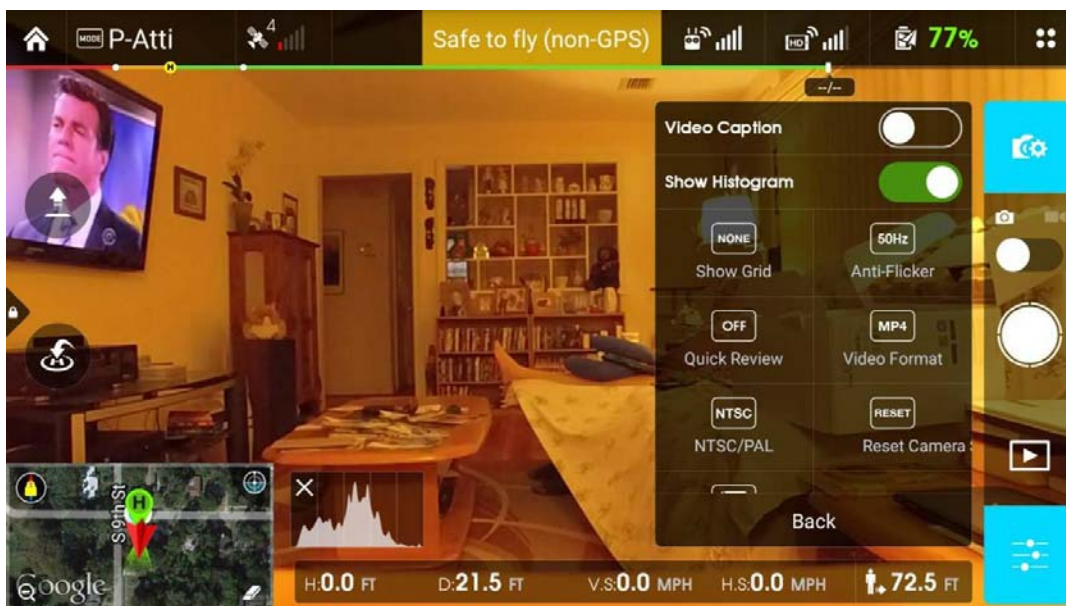 MODE P-Atti
4
Safe to fly (non-GPS)
HD
77%
H
--/--
Video Caption
Show Histogram
NONE
50Hz
Show Grid
Anti-Flicker
OFF
MP4
Quick Review
Video Format
NTSC
RESET
NTSC/PAL
Reset Camera
Back
S 9th St
H
Google
H:0.0 FT
D:21.5 FT
V.S:0.0 MPH
H.S:0.0 MPH
72.5 FT